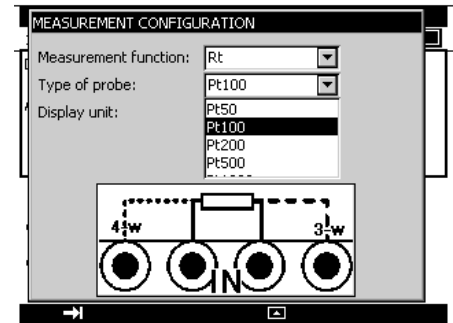 MEASUREMENT CONFIGURATION
Measurement function: Rt
Type of probe: Pt100
Display unit:
Pt50
Pt100
Pt200
Pt500
4-w 3-w
IN